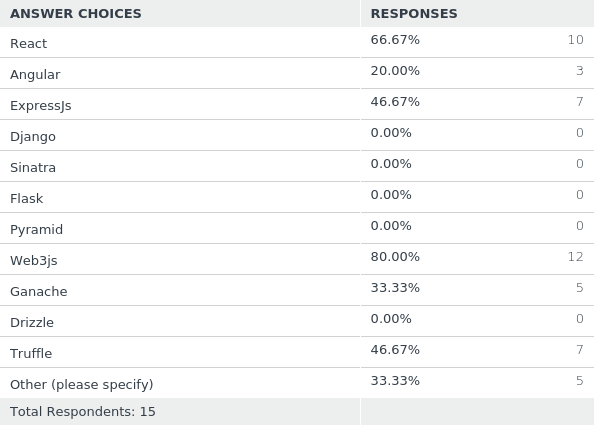 ANSWER CHOICES RESPONSES
React 66.67% 10
Angular 20.00% 3
ExpressJs 46.67% 7
Django 0.00% 0
Sinatra 0.00% 0
Flask 0.00% 0
Pyramid 0.00% 0
Web3js 80.00% 12
Ganache 33.33% 5
Drizzle 0.00% 0
Truffle 46.67% 7
Other (please specify) 33.33% 5
Total Respondents: 15